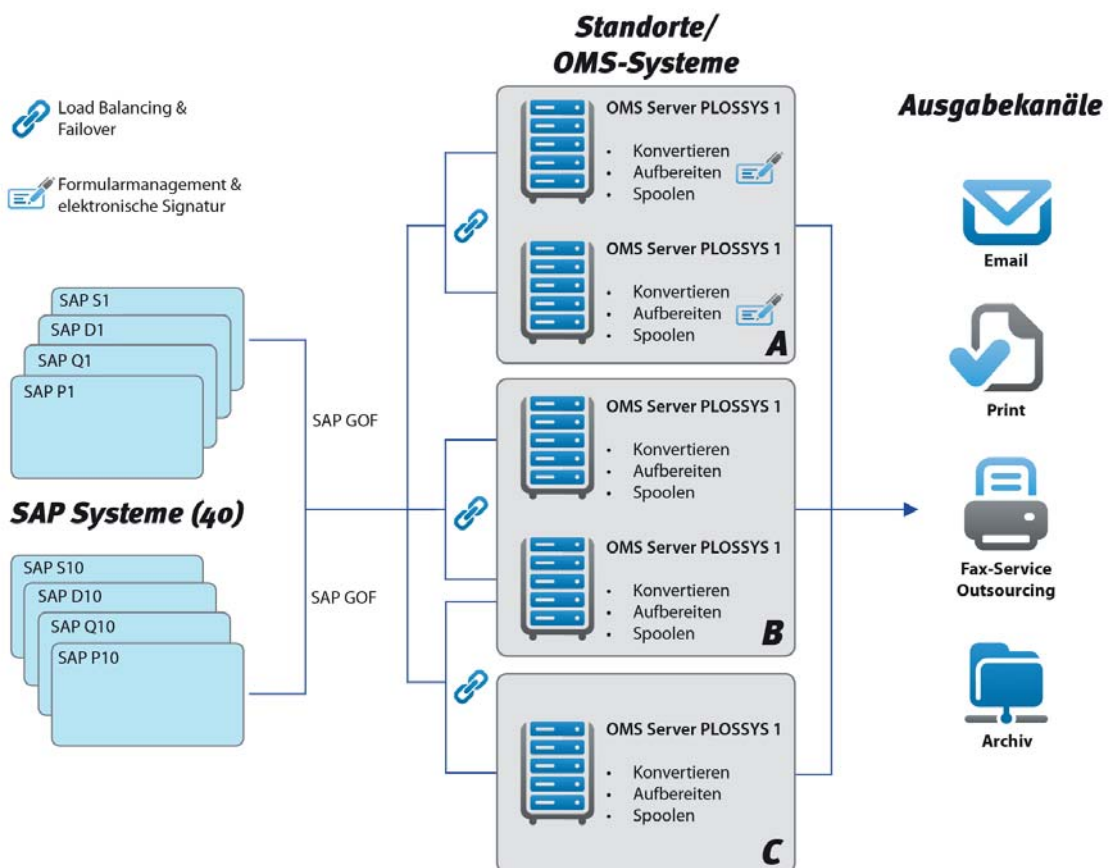 Standorte/
OMS-Systeme
Ausgabekanäle
Load Balancing &
Failover
Formularmanagement &
elektronische Signatur
SAP S1
SAP D1
SAP Q1
SAP P1
SAP GOF
SAP Systeme (40)
SAP S10
SAP D10
SAP Q10
SAP P10
SAP GOF
OMS Server PLOSSYS 1
• Konvertieren
• Aufbereiten
• Spoolen
OMS Server PLOSSYS 1
• Konvertieren
• Aufbereiten
• Spoolen
A
OMS Server PLOSSYS 1
• Konvertieren
• Aufbereiten
• Spoolen
OMS Server PLOSSYS 1
• Konvertieren
• Aufbereiten
• Spoolen
B
OMS Server PLOSSYS 1
• Konvertieren
• Aufbereiten
• Spoolen
C
Email
Print
Fax-Service
Outsourcing
Archiv